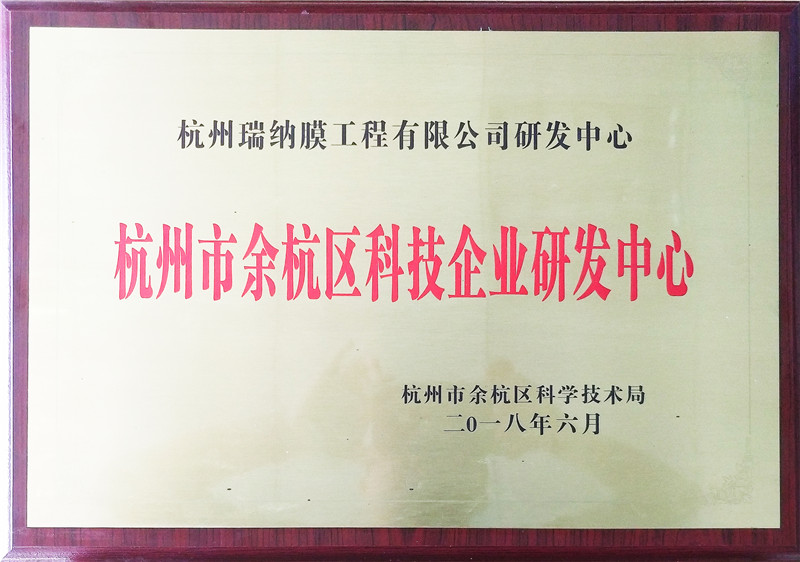 杭州瑞纳膜工程有限公司研发中心
杭州市余杭区科技企业研发中心
杭州市余杭区科学技术局
二0一八年六月